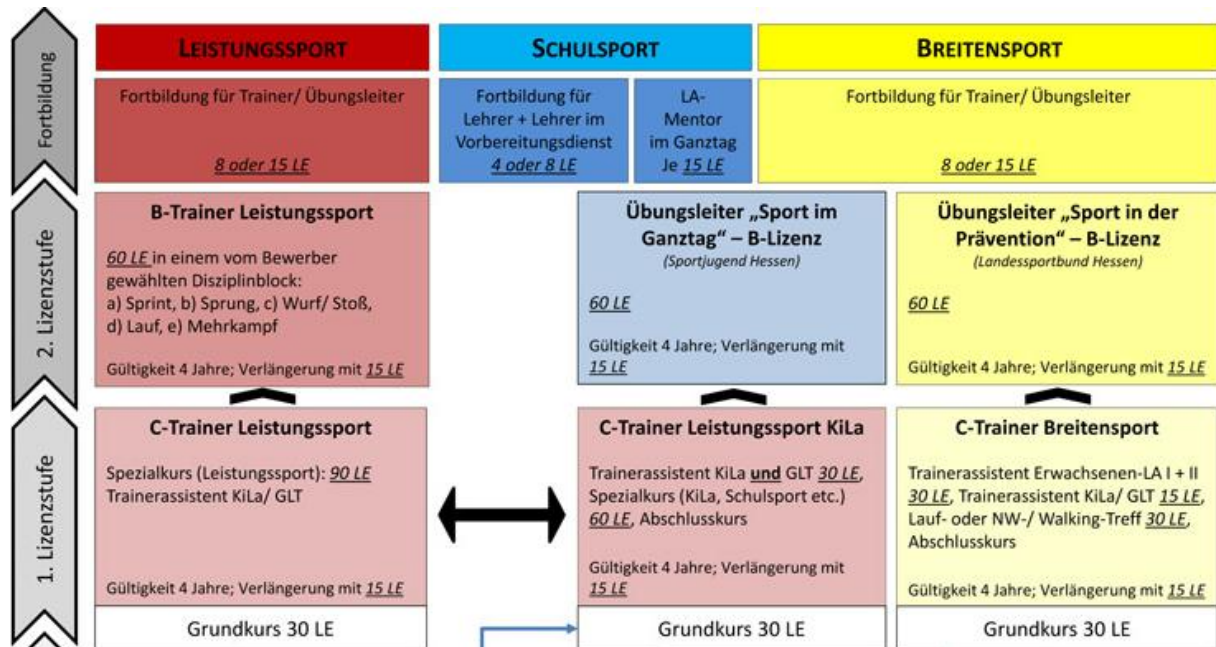 LEISTUNGSSPORT
SCHULSPORT
BREITENSPORT
Fortbildung
Fortbildung für Trainer/ Übungsleiter
8 oder 15 LE
Fortbildung für
Lehrer + Lehrer im
Vorbereitungsdienst
4 oder 8 LE
LA-
Mentor
im Ganztag
Je 15 LE
Fortbildung für Trainer/ Übungsleiter
8 oder 15 LE
2. Lizenzstufe
B-Trainer Leistungssport
60 LE in einem vom Bewerber
gewählten Disziplinblock:
a) Sprint, b) Sprung, c) Wurf/ Stoß,
d) Lauf, e) Mehrkampf
Gültigkeit 4 Jahre; Verlängerung mit 15 LE
Übungsleiter „Sport im
Ganztag“ – B-Lizenz
(Sportjugend Hessen)
60 LE
Gültigkeit 4 Jahre; Verlängerung mit
15 LE
Übungsleiter „Sport in der
Prävention“ – B-Lizenz
(Landessportbund Hessen)
60 LE
Gültigkeit 4 Jahre; Verlängerung mit 15 LE
1. Lizenzstufe
C-Trainer Leistungssport
Spezialkurs (Leistungssport): 90 LE
Trainerassistent KiLa/ GLT
Gültigkeit 4 Jahre; Verlängerung mit 15 LE
Grundkurs 30 LE
C-Trainer Leistungssport KiLa
Trainerassistent KiLa und GLT 30 LE,
Spezialkurs (KiLa, Schulsport etc.)
60 LE, Abschlusskurs
Gültigkeit 4 Jahre; Verlängerung mit
15 LE
Grundkurs 30 LE
C-Trainer Breitensport
Trainerassistent Erwachsenen-LA I + II
30 LE, Trainerassistent KiLa/ GLT 15 LE,
Lauf- oder NW-/ Walking-Treff 30 LE,
Abschlusskurs
Gültigkeit 4 Jahre; Verlängerung mit 15 LE
Grundkurs 30 LE